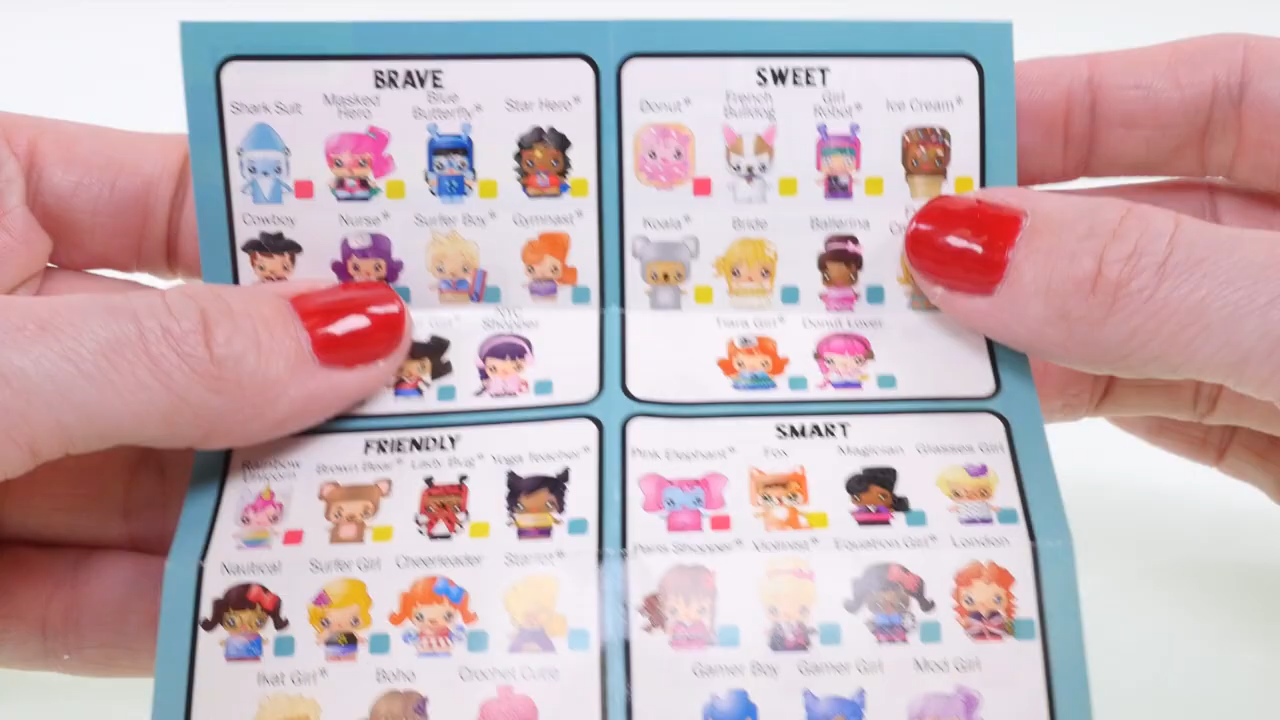 BRAVE
Shark Suit
Masked
Hero
Blue
Butterfly*
Star Hero*
Cowboy
Nurse*
Surfer Boy*
Gymnast*
Girl*
NYC
Shopper
SWEET
Donut*
French
Bulldog
Girl
Robot*
Ice Cream*
Koala*
Bride
Ballerina
Tiara Girl*
Donut Lover
FRIENDLY
Rainbow
Unicorn
Brown Bear*
Lady Bug*
Yoga Teacher*
Nautical
Surfer Girl
Cheerleader
Starlet*
Ikat Girl*
Boho
Crochet Cutie
SMART
Pink Elephant*
Fox
Magician
Glasses Girl
Paris Shopper*
Violinist*
Equation Girl*
London
Gamer Boy
Gamer Girl
Mod Girl